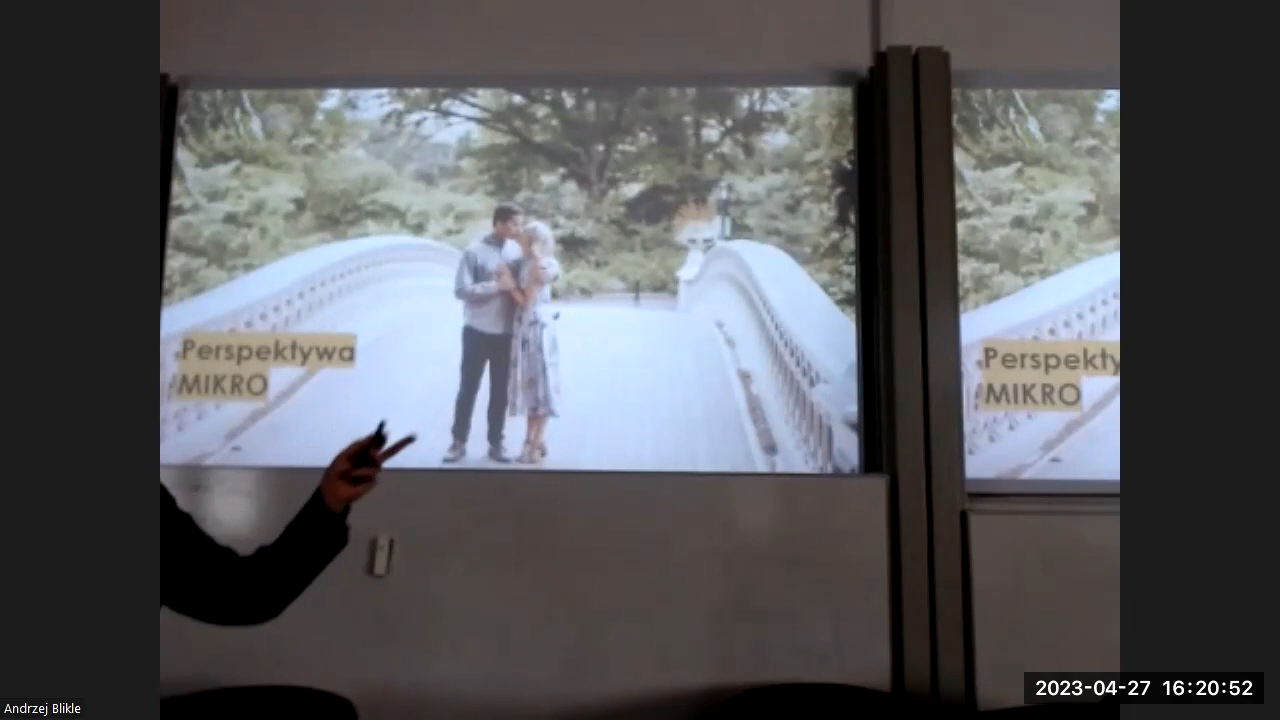 Perspektywa
MIKRO
Perspekty
MIKRO
Andrzej Blikle
2023-04-27 16:20:52